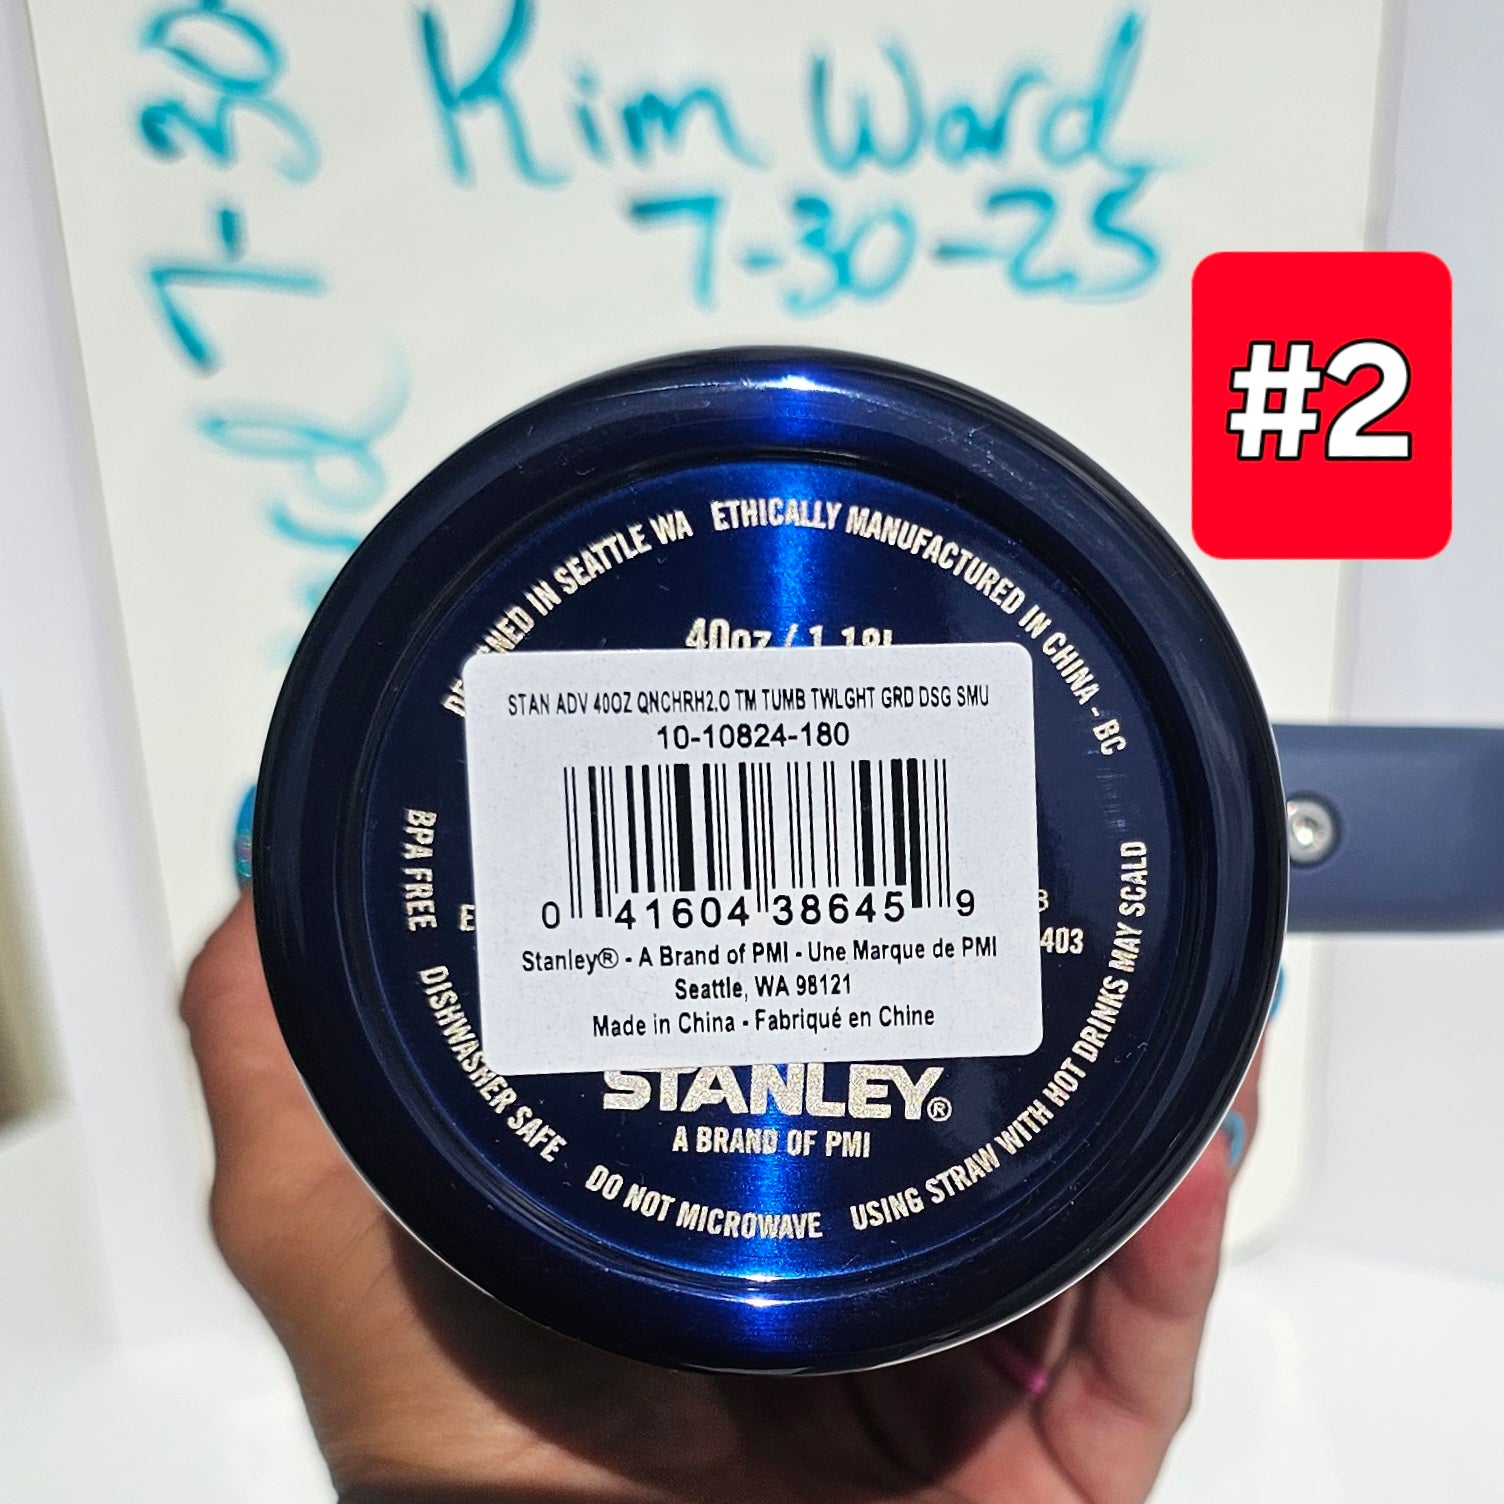 Kim Ward
7-30-25
7-30
#2
ETHICALLY MANUFACTURED IN CHINA - BC
IN SEATTLE WA
40oz / 1.18L
STAN ADV 40OZ QNCHRH2.O TM TUMB TWLGHT GRD DSG SMU
10-10824-180
0 41604 38645 9
Stanley® - A Brand of PMI - Une Marque de PMI
Seattle, WA 98121
Made in China - Fabriqué en Chine
403
STANLEY®
A BRAND OF PMI
BPA FREE
DISHWASHER SAFE
DO NOT MICROWAVE
USING STRAW WITH HOT DRINKS MAY SCALD